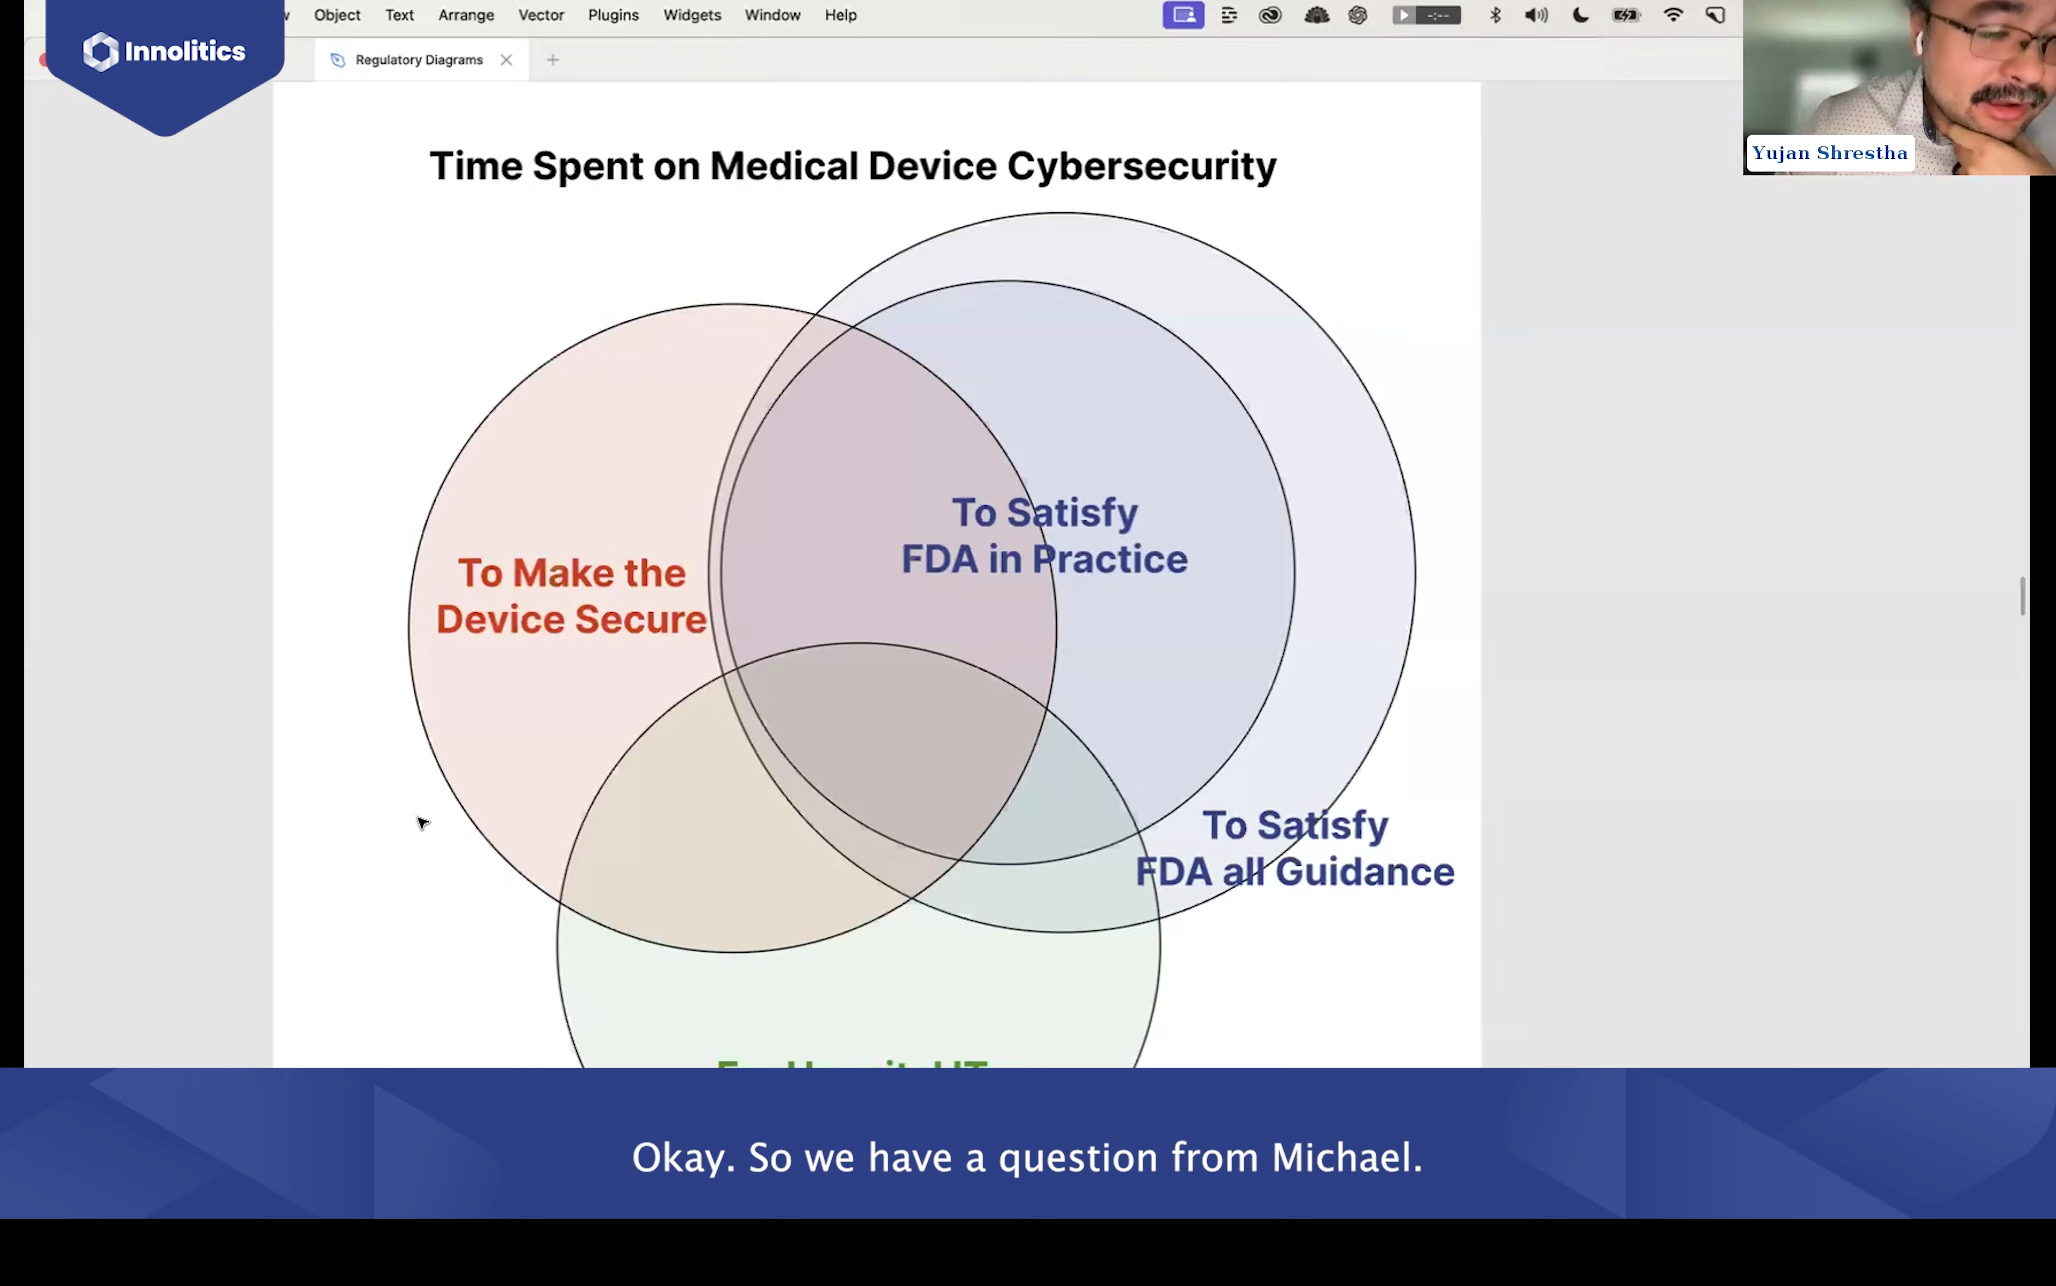 Object Text Arrange Vector Plugins Widgets Window Help
Innolitics
Regulatory Diagrams
Yujan Shrestha
Time Spent on Medical Device Cybersecurity
To Satisfy
FDA in Practice
To Make the
Device Secure
To Satisfy
FDA all Guidance
Okay. So we have a question from Michael.